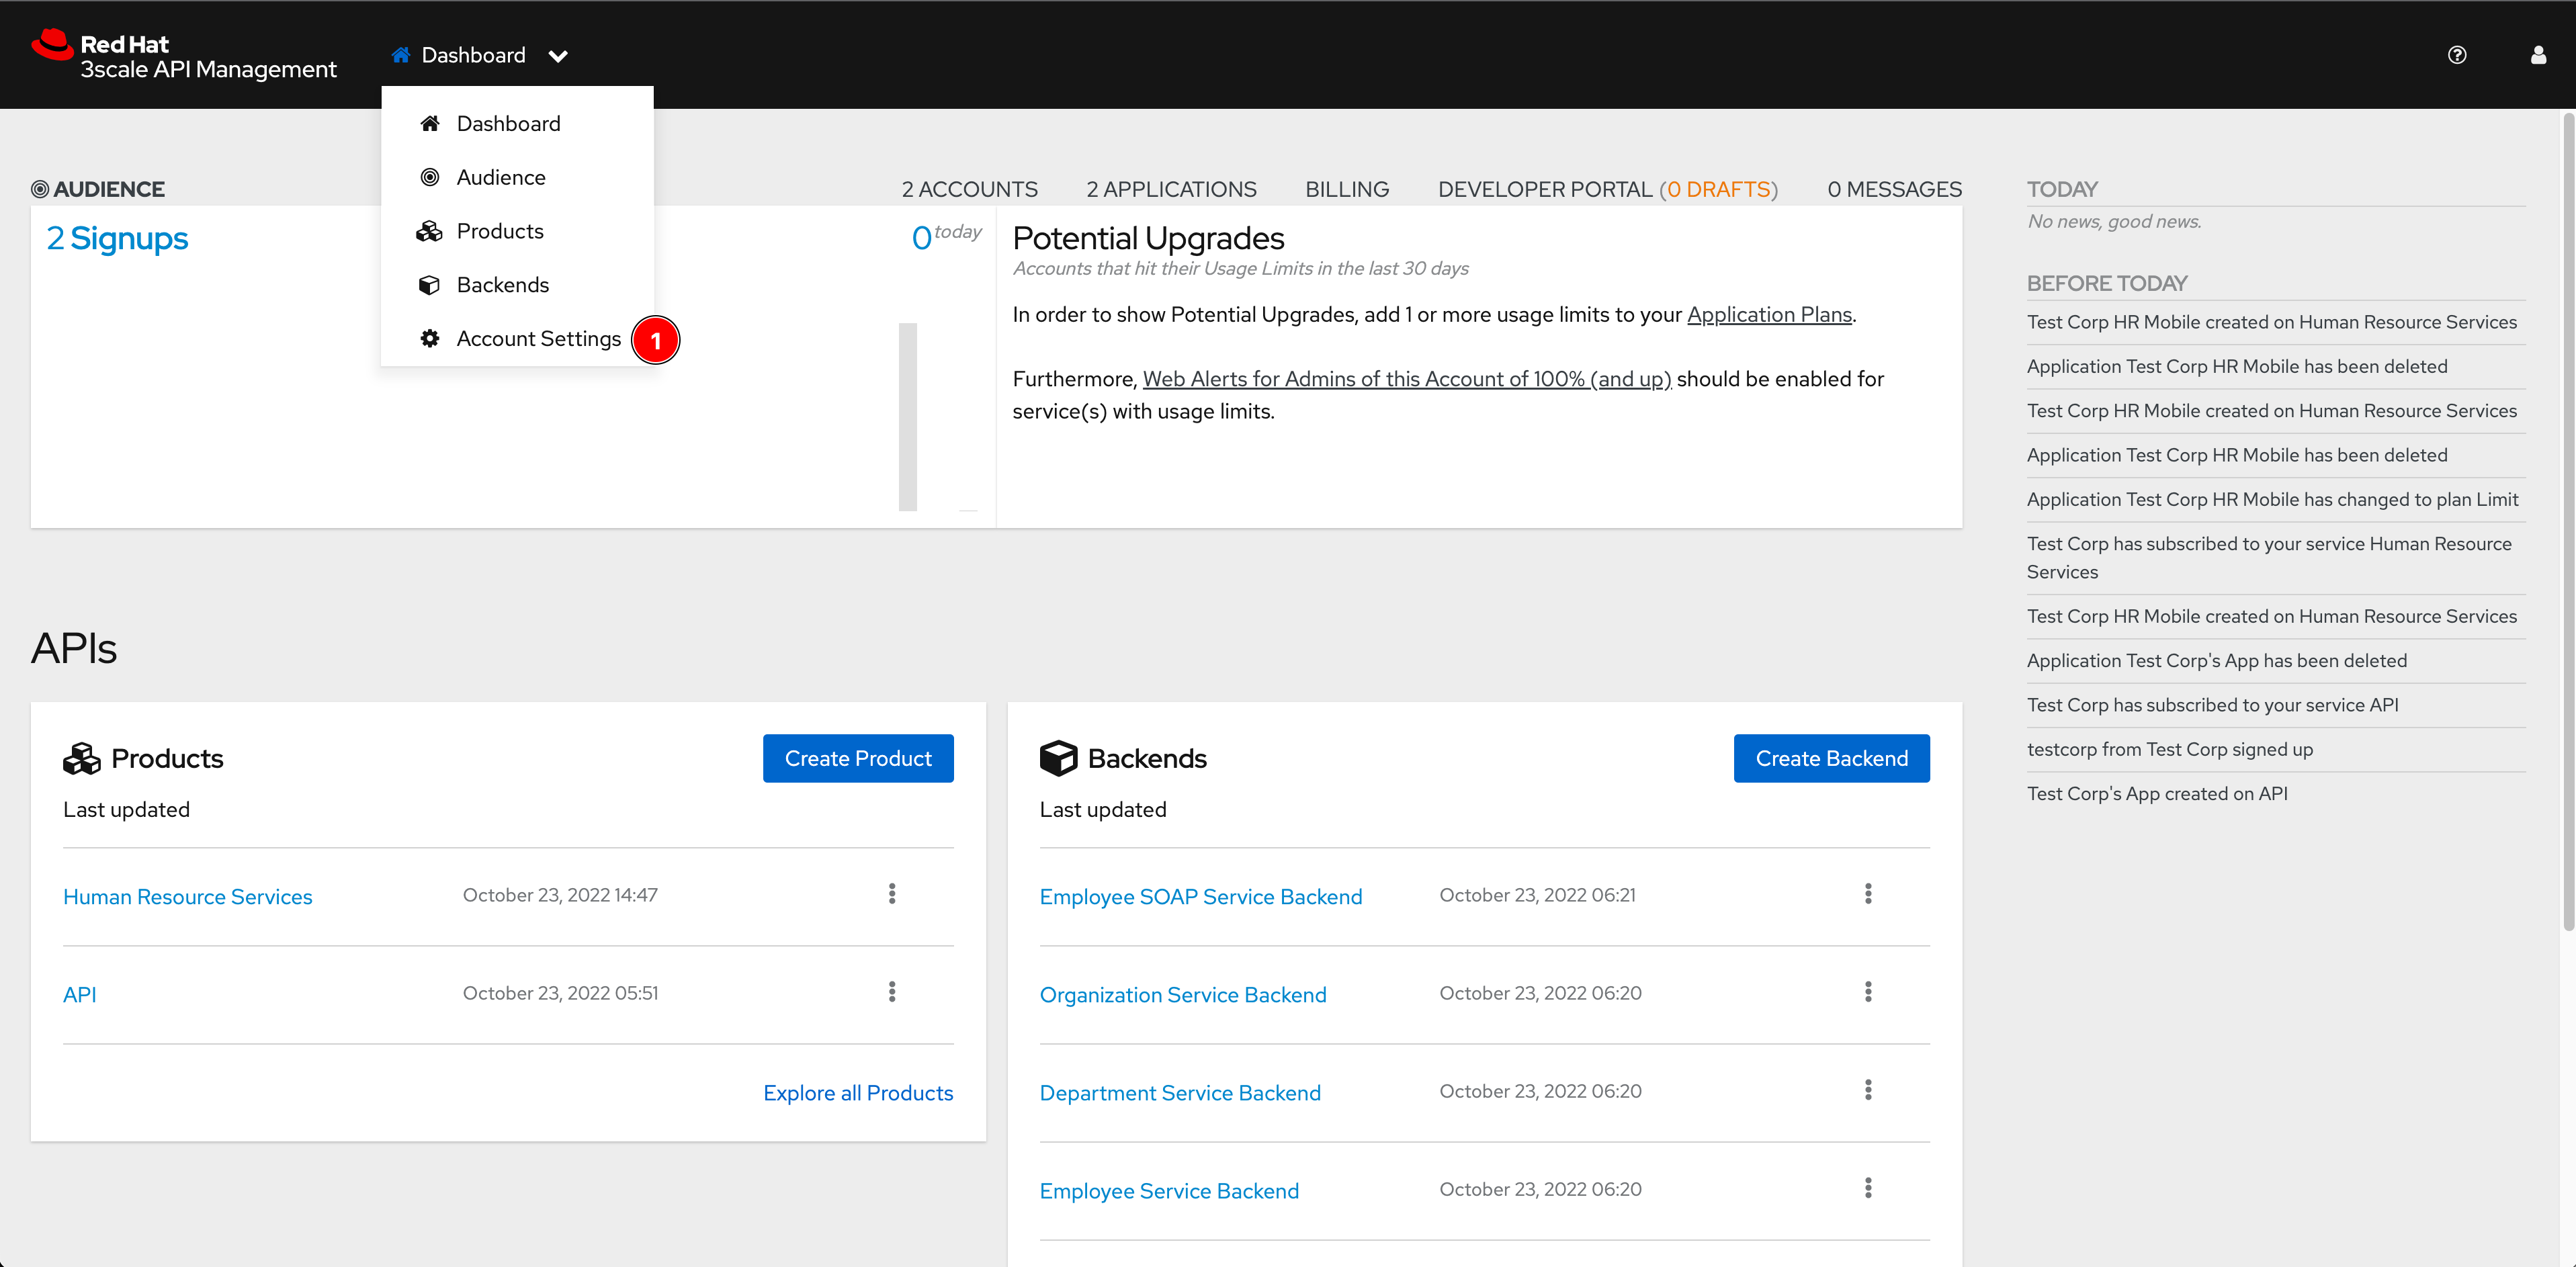 Red Hat
3scale API Management
Dashboard
Dashboard
Audience
Products
Backends
Account Settings
1
AUDIENCE
2 ACCOUNTS
2 APPLICATIONS
BILLING
DEVELOPER PORTAL (0 DRAFTS)
0 MESSAGES
2 Signups
0 today
Potential Upgrades
Accounts that hit their Usage Limits in the last 30 days
In order to show Potential Upgrades, add 1 or more usage limits to your Application Plans.
Furthermore, Web Alerts for Admins of this Account of 100% (and up) should be enabled for
service(s) with usage limits.
TODAY
No news, good news.
BEFORE TODAY
Test Corp HR Mobile created on Human Resource Services
Application Test Corp HR Mobile has been deleted
Test Corp HR Mobile created on Human Resource Services
Application Test Corp HR Mobile has been deleted
Application Test Corp HR Mobile has changed to plan Limit
Test Corp has subscribed to your service Human Resource
Services
Test Corp HR Mobile created on Human Resource Services
Application Test Corp's App has been deleted
Test Corp has subscribed to your service API
testcorp from Test Corp signed up
Test Corp's App created on API
APIs
Products
Create Product
Last updated
Human Resource Services
October 23, 2022 14:47
API
October 23, 2022 05:51
Explore all Products
Backends
Create Backend
Last updated
Employee SOAP Service Backend
October 23, 2022 06:21
Organization Service Backend
October 23, 2022 06:20
Department Service Backend
October 23, 2022 06:20
Employee Service Backend
October 23, 2022 06:20